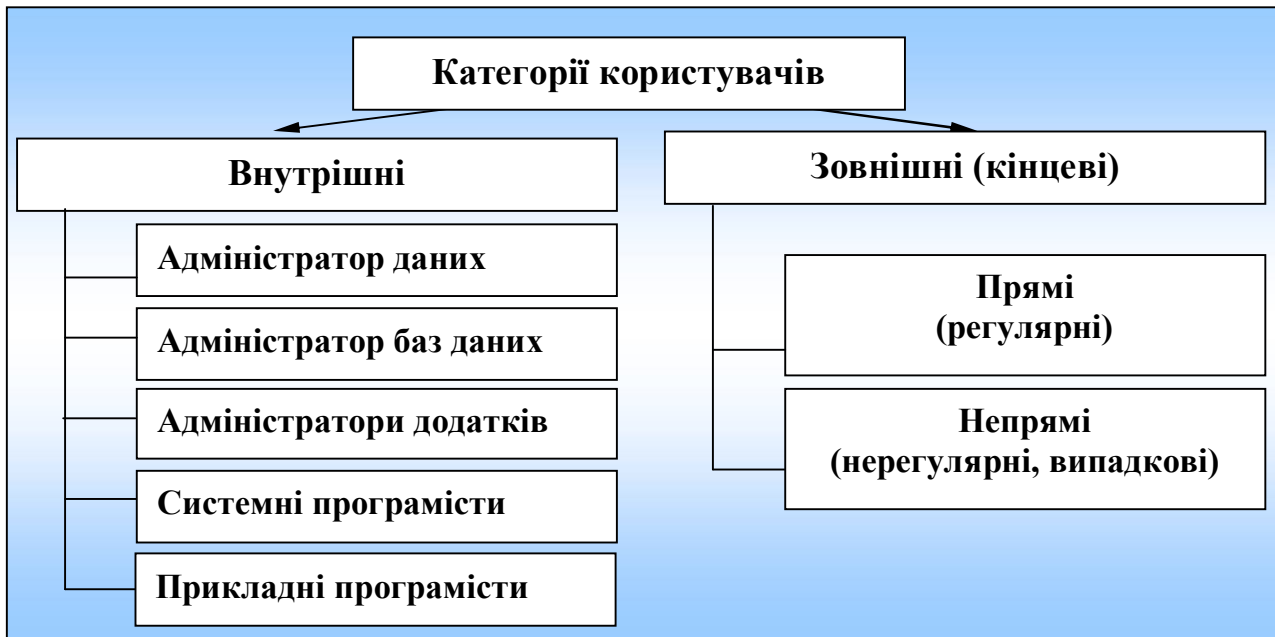 Категорії користувачів
Внутрішні
Адміністратор даних
Адміністратор баз даних
Адміністратори додатків
Системні програмісти
Прикладні програмісти
Зовнішні (кінцеві)
Прямі
(регулярні)
Непрямі
(нерегулярні, випадкові)